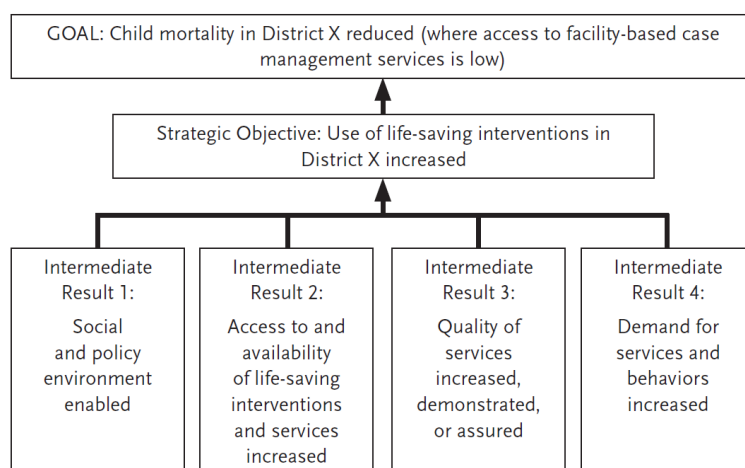 GOAL: Child mortality in District X reduced (where access to facility-based case
management services is low)
Strategic Objective: Use of life-saving interventions in
District X increased
Intermediate
Result 1:
Social
and policy
environment
enabled
Intermediate
Result 2:
Access to and
availability
of life-saving
interventions
and services
increased
Intermediate
Result 3:
Quality of
services
increased,
demonstrated,
or assured
Intermediate
Result 4:
Demand for
services and
behaviors
increased